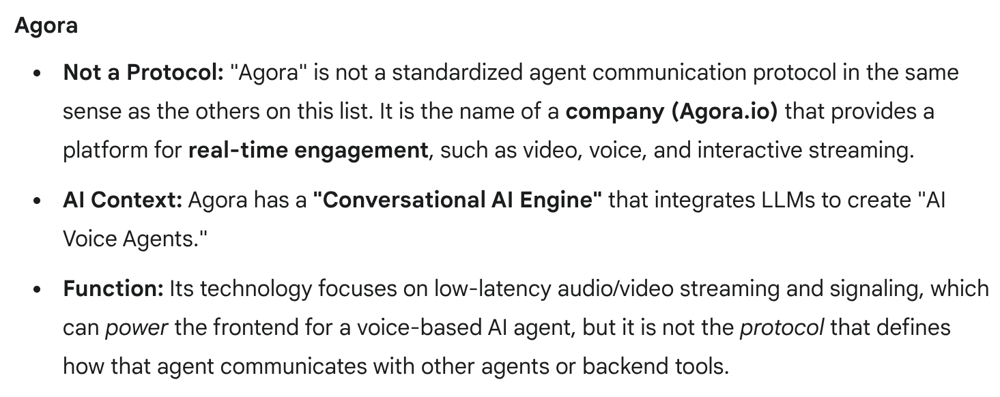 Agora
• Not a Protocol: "Agora" is not a standardized agent communication protocol in the same
sense as the others on this list. It is the name of a company (Agora.io) that provides a
platform for real-time engagement, such as video, voice, and interactive streaming.
• AI Context: Agora has a "Conversational AI Engine" that integrates LLMs to create "AI
Voice Agents."
• Function: Its technology focuses on low-latency audio/video streaming and signaling, which
can power the frontend for a voice-based AI agent, but it is not the protocol that defines
how that agent communicates with other agents or backend tools.